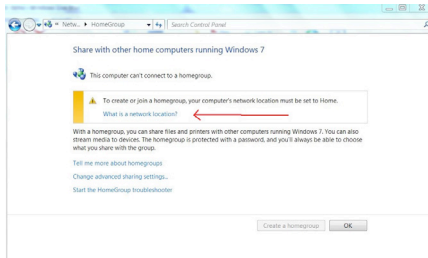 Netw... HomeGroup Search Control Panel
Share with other home computers running Windows 7
This computer can't connect to a homegroup.
To create or join a homegroup, your computer's network location must be set to Home.
What is a network location?
With a homegroup, you can share files and printers with other computers running Windows 7. You can also
stream media to devices. The homegroup is protected with a password, and you'll always be able to choose
what you share with the group.
Tell me more about homegroups
Change advanced sharing settings...
Start the HomeGroup troubleshooter
Create a homegroup OK